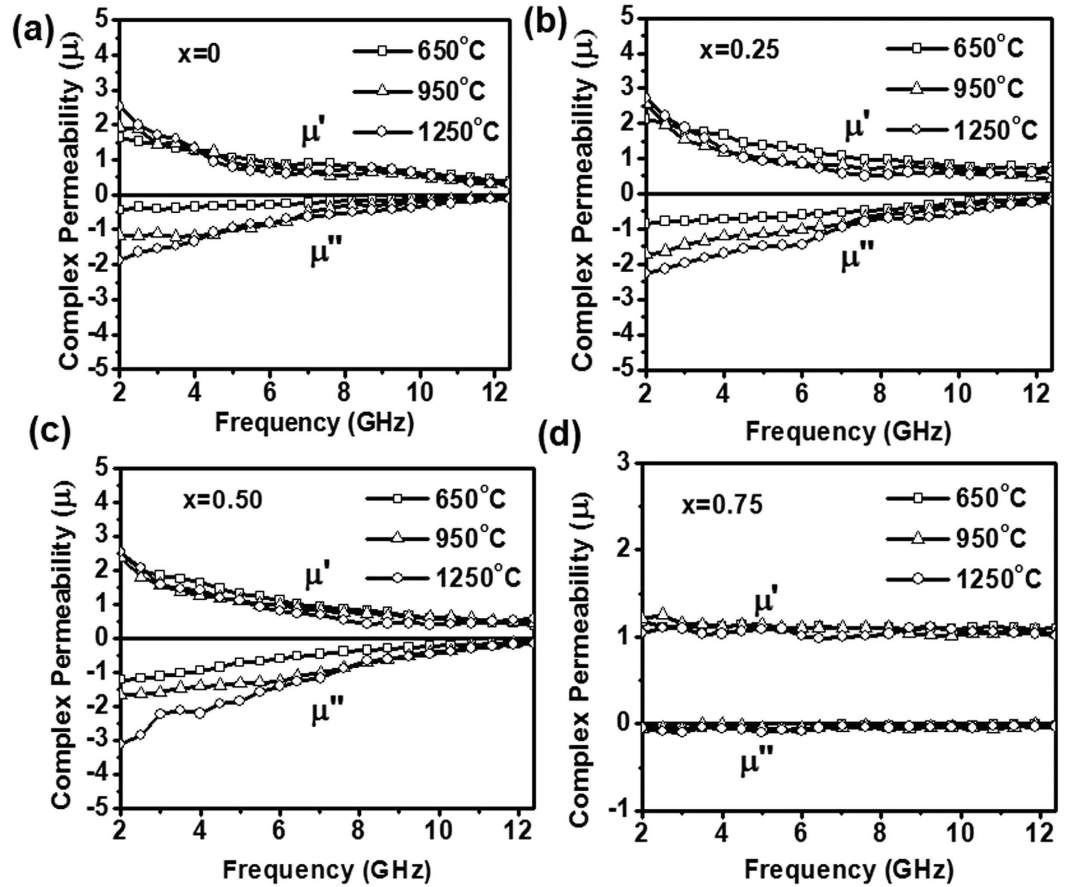 (a)
x=0
650°C
950°C
1250°C
μ'
μ"
Complex Permeability (μ)
5
4
3
2
1
0
-1
-2
-3
-4
-5
2 4 6 8 10 12
Frequency (GHz)
(b)
x=0.25
650°C
950°C
1250°C
μ'
μ"
Complex Permeability (μ)
5
4
3
2
1
0
-1
-2
-3
-4
-5
2 4 6 8 10 12
Frequency (GHz)
(c)
x=0.50
650°C
950°C
1250°C
μ'
μ"
Complex Permeability (μ)
5
4
3
2
1
0
-1
-2
-3
-4
-5
2 4 6 8 10 12
Frequency (GHz)
(d)
x=0.75
650°C
950°C
1250°C
μ'
μ"
Complex Permeability (μ)
3
2
1
0
-1
2 4 6 8 10 12
Frequency (GHz)